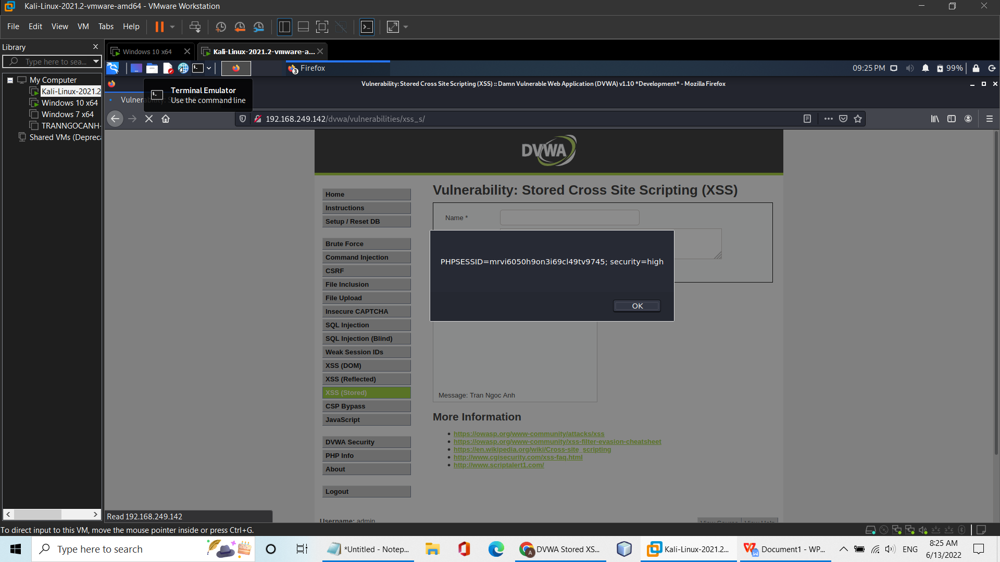 Kali-Linux-2021.2-vmware-amd64 - VMware Workstation
File Edit View VM Tabs Help
Library
Type here to sea...
My Computer
Kali-Linux-2021.2
Windows 10 x64
Windows 7 x64
TRANNGOCANH-
Shared VMs (Depreca
Windows 10 x64
Kali-Linux-2021.2-vmware-a...
3 Firefox
09:25 PM 99%
Vulnerability: Stored Cross Site Scripting (XSS) :: Damn Vulnerable Web Application (DVWA) v1.10 *Development* - Mozilla Firefox
Terminal Emulator
Use the command line
192.168.249.142/dvwa/vulnerabilities/xss_s/
DVWA
Home
Instructions
Setup / Reset DB
Brute Force
Command Injection
CSRF
File Inclusion
File Upload
Insecure CAPTCHA
SQL Injection
SQL Injection (Blind)
Weak Session IDs
XSS (DOM)
XSS (Reflected)
XSS (Stored)
CSP Bypass
JavaScript
DVWA Security
PHP Info
About
Logout
Vulnerability: Stored Cross Site Scripting (XSS)
Name *
PHPSESSID=mrvi6050h9on3i69cl49tv9745; security=high
OK
Message: Tran Ngoc Anh
More Information
https://owasp.org/www-community/attacks/xss
https://owasp.org/www-community/xss-filter-evasion-cheatsheet
https://en.wikipedia.org/wiki/Cross-site_scripting
http://www.cgisecurity.com/xss-faq.html
http://www.scriptalert1.com/
Username: admin
View Source View Help
Read 192.168.249.142
To direct input to this VM, move the mouse pointer inside or press Ctrl+G.
Type here to search
*Untitled - Notep...
DVWA Stored XS...
Kali-Linux-2021.2...
Document1 - WP...
ENG
8:25 AM
6/13/2022